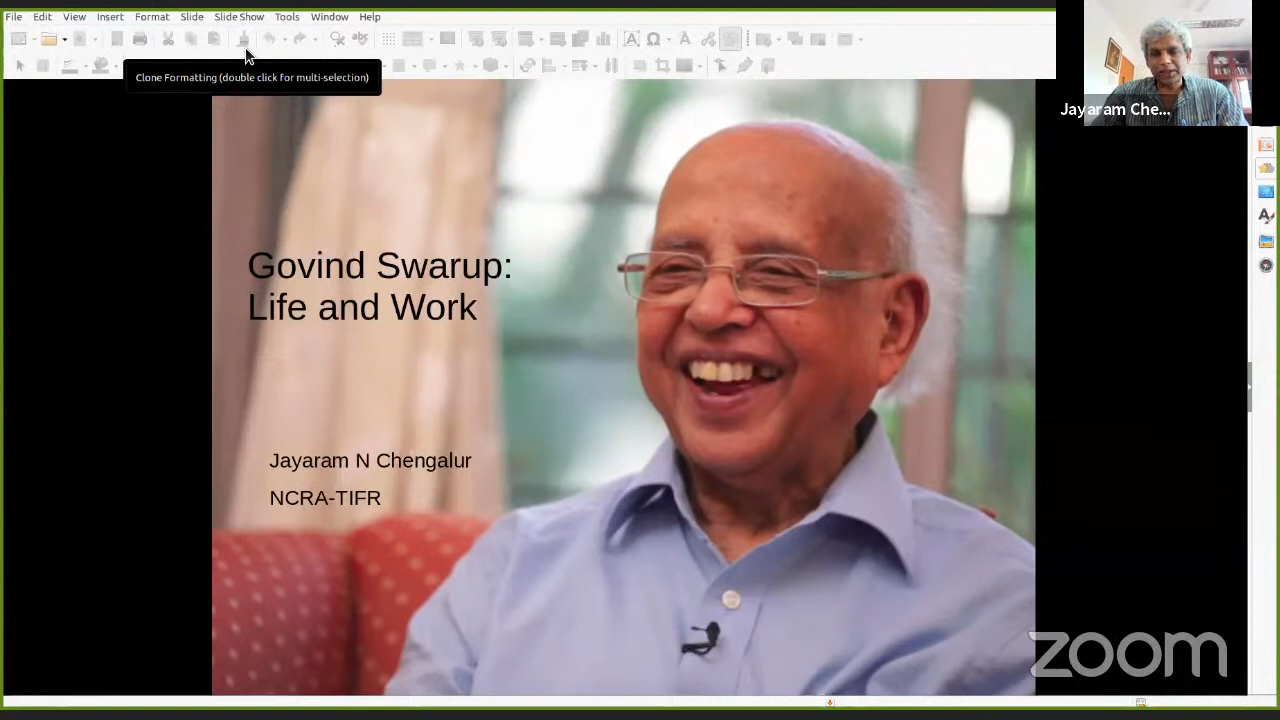 File Edit View Insert Format Slide Slide Show Tools Window Help
Clone Formatting (double click for multi-selection)
Jayaram Che...
Govind Swarup:
Life and Work
Jayaram N Chengalur
NCRA-TIFR
zoom